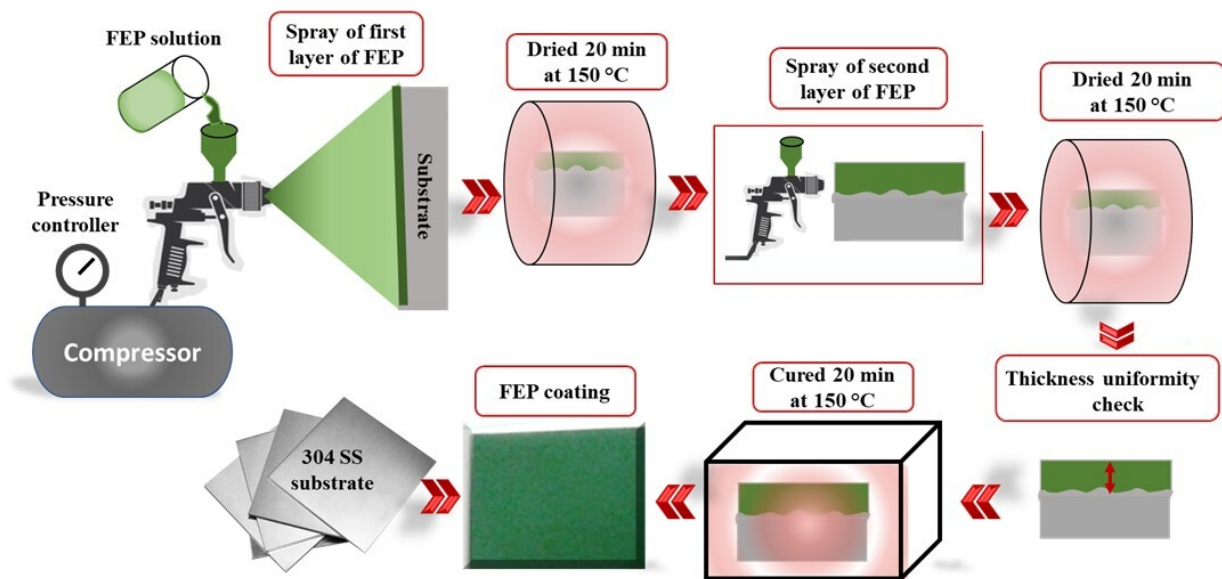 FEP solution
Spray of first
layer of FEP
Dried 20 min
at 150 °C
Spray of second
layer of FEP
Dried 20 min
at 150 °C
Substrate
Pressure
controller
Compressor
Thickness uniformity
check
Cured 20 min
at 150 °C
FEP coating
304 SS
substrate